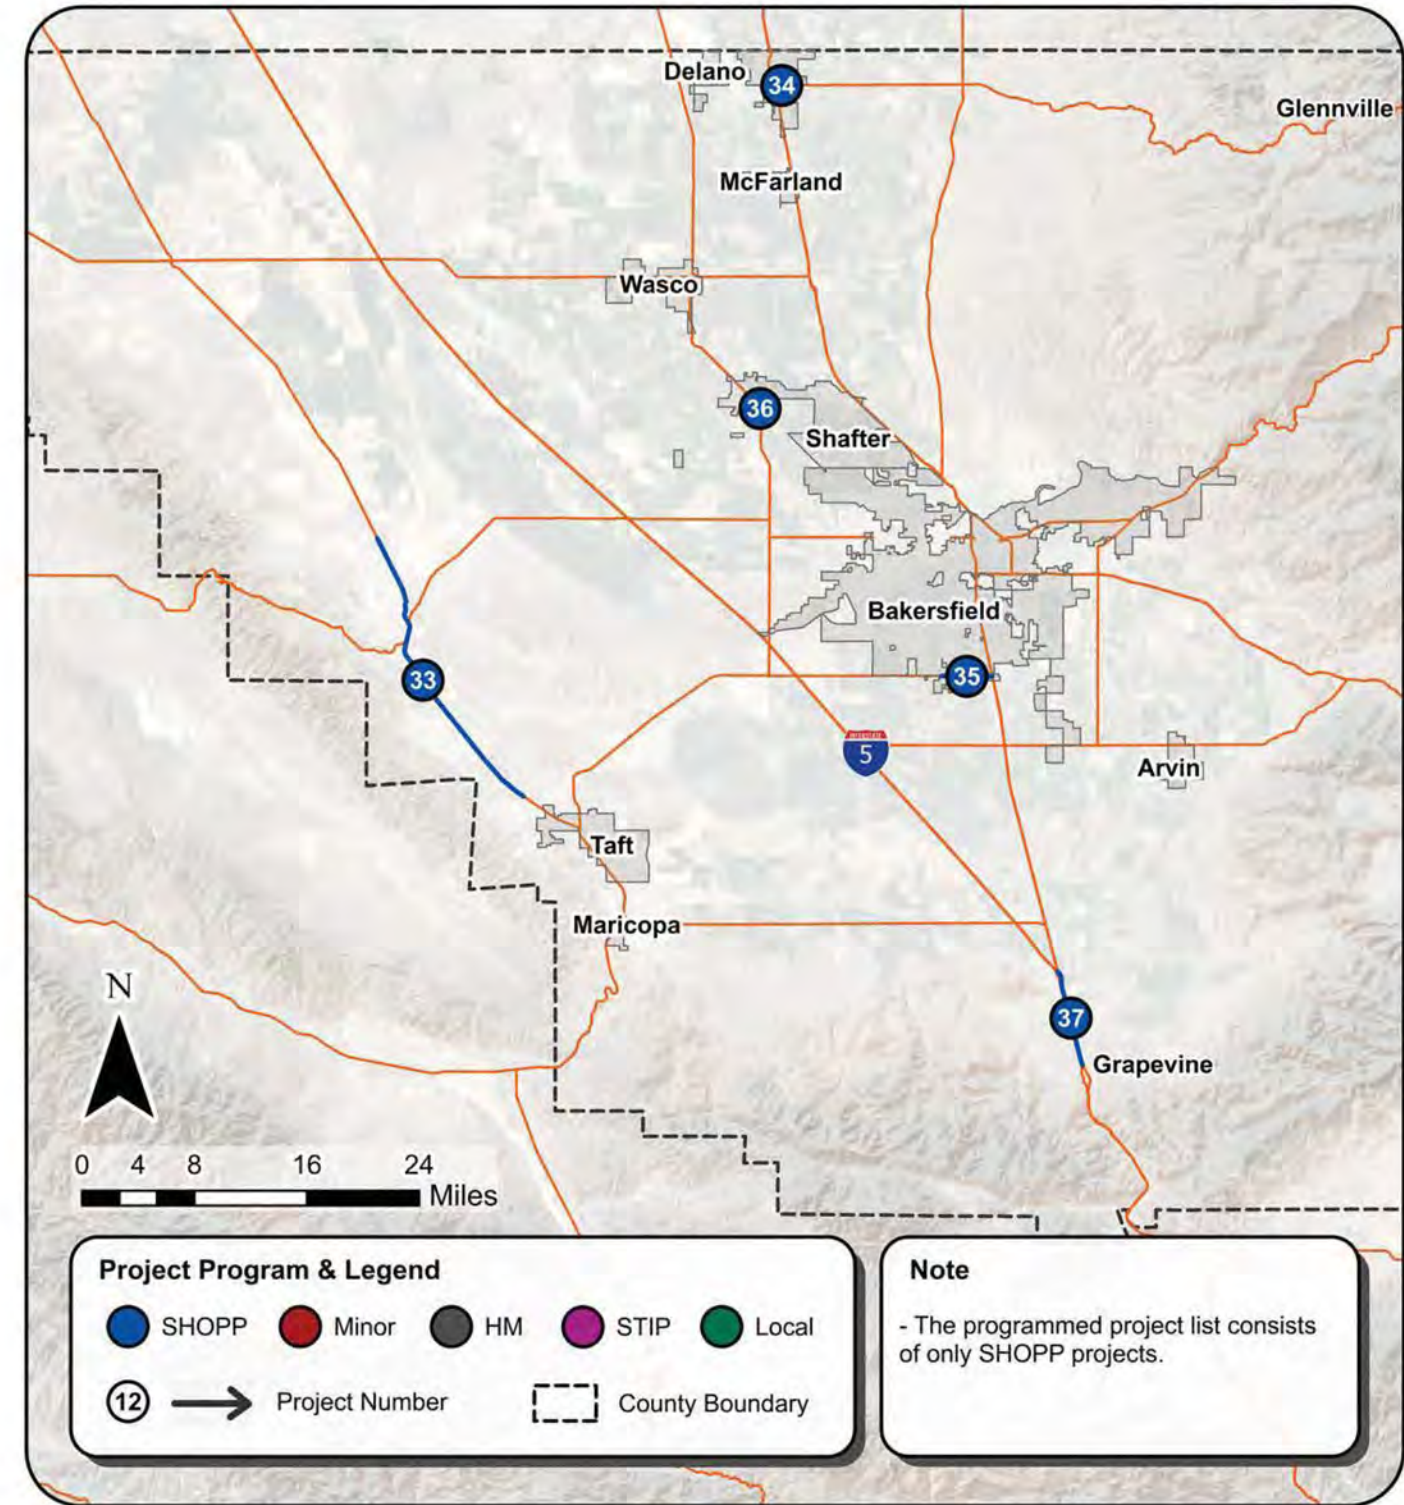 Delano
34
Glennville
McFarland
Wasco
36
Shafter
Bakersfield
33
35
INTERSTATE
5
Arvin
Taft
Maricopa
N
37
Grapevine
0 4 8 16 24
Miles
Project Program & Legend
SHOPP Minor HM STIP Local
12 Project Number County Boundary
Note
- The programmed project list consists
of only SHOPP projects.